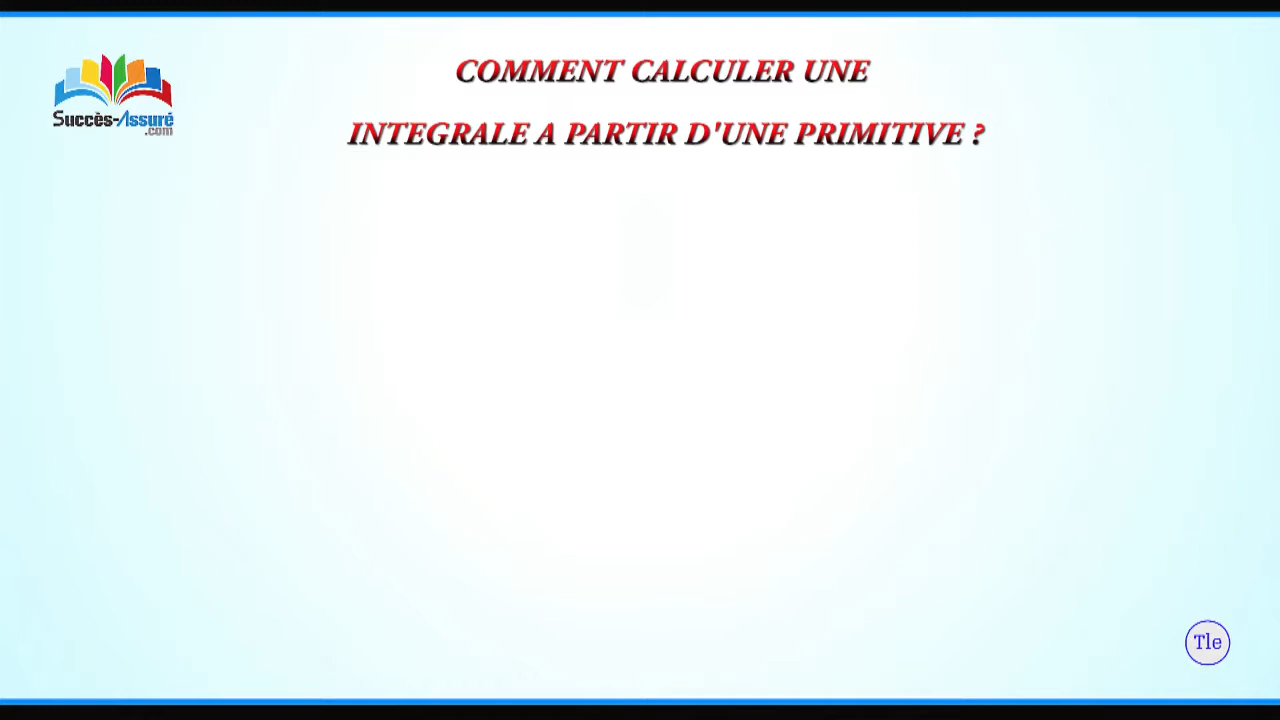 Succès-Assuré
.com
COMMENT CALCULER UNE
INTEGRALE A PARTIR D'UNE PRIMITIVE ?
Tle